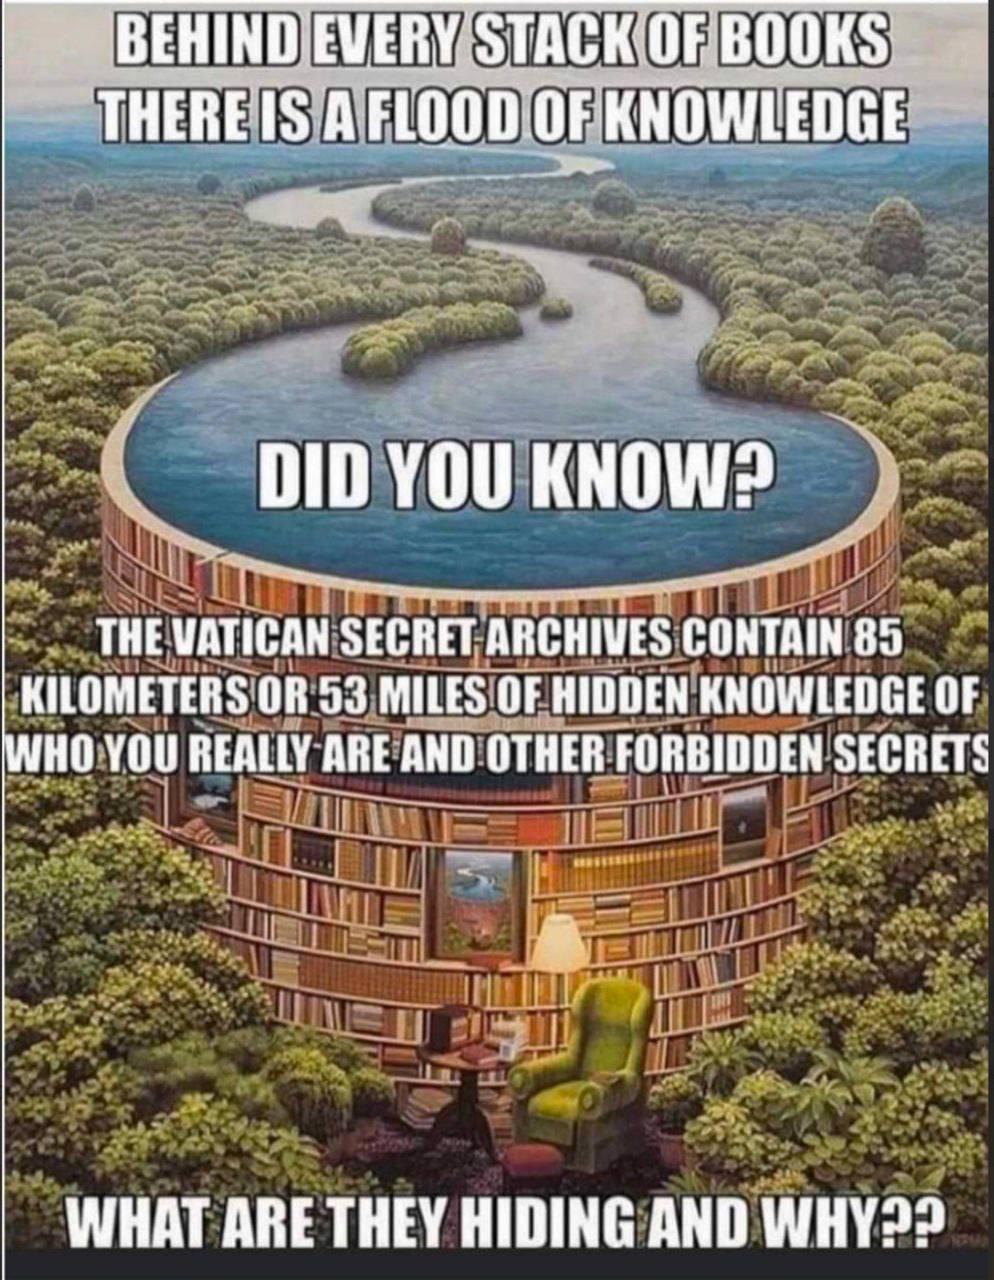 BEHIND EVERY STACK OF BOOKS
THERE IS A FLOOD OF KNOWLEDGE
DID YOU KNOW?
THE VATICAN SECRET ARCHIVES CONTAIN 85
KILOMETERS OR 53 MILES OF HIDDEN KNOWLEDGE OF
WHO YOU REALLY ARE AND OTHER FORBIDDEN SECRETS
WHAT ARE THEY HIDING AND WHY??